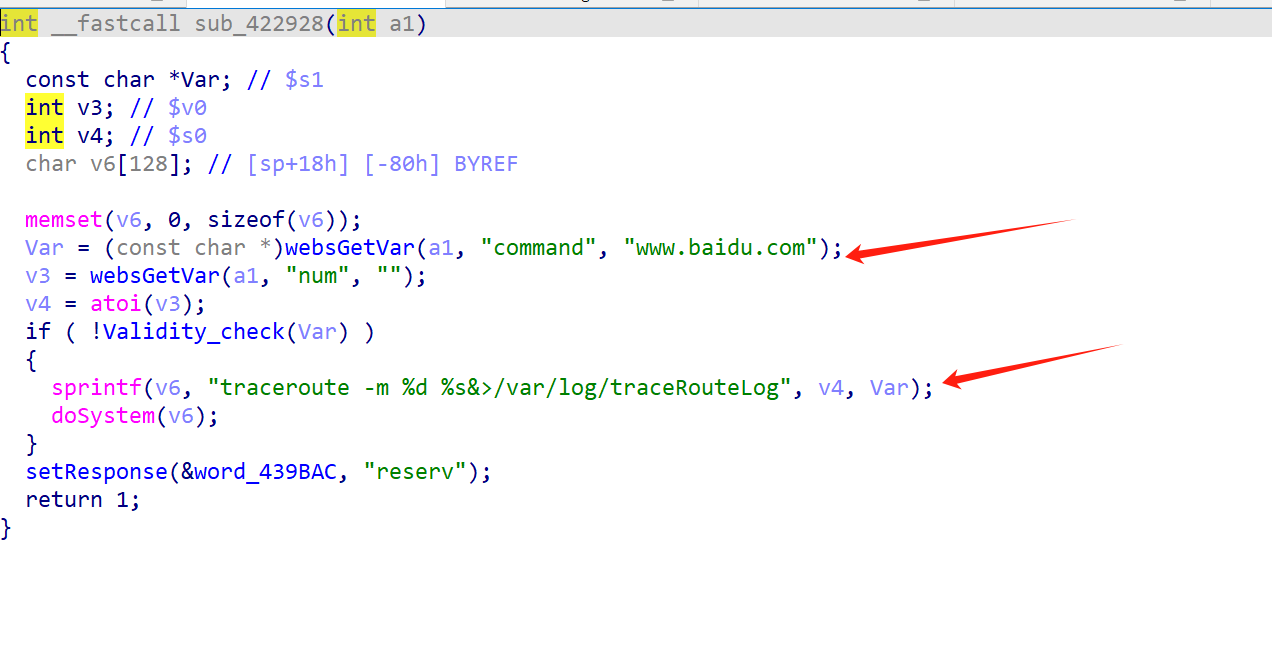 int __fastcall sub_422928(int a1)
{
  const char *Var; // $s1
  int v3; // $v0
  int v4; // $s0
  char v6[128]; // [sp+18h] [-80h] BYREF

  memset(v6, 0, sizeof(v6));
  Var = (const char *)websGetVar(a1, "command", "www.baidu.com");
  v3 = websGetVar(a1, "num", "");
  v4 = atoi(v3);
  if ( !Validity_check(Var) )
  {
    sprintf(v6, "traceroute -m %d %s&>/var/log/traceRouteLog", v4, Var);
    doSystem(v6);
  }
  setResponse(&word_439BAC, "reserv");
  return 1;
}